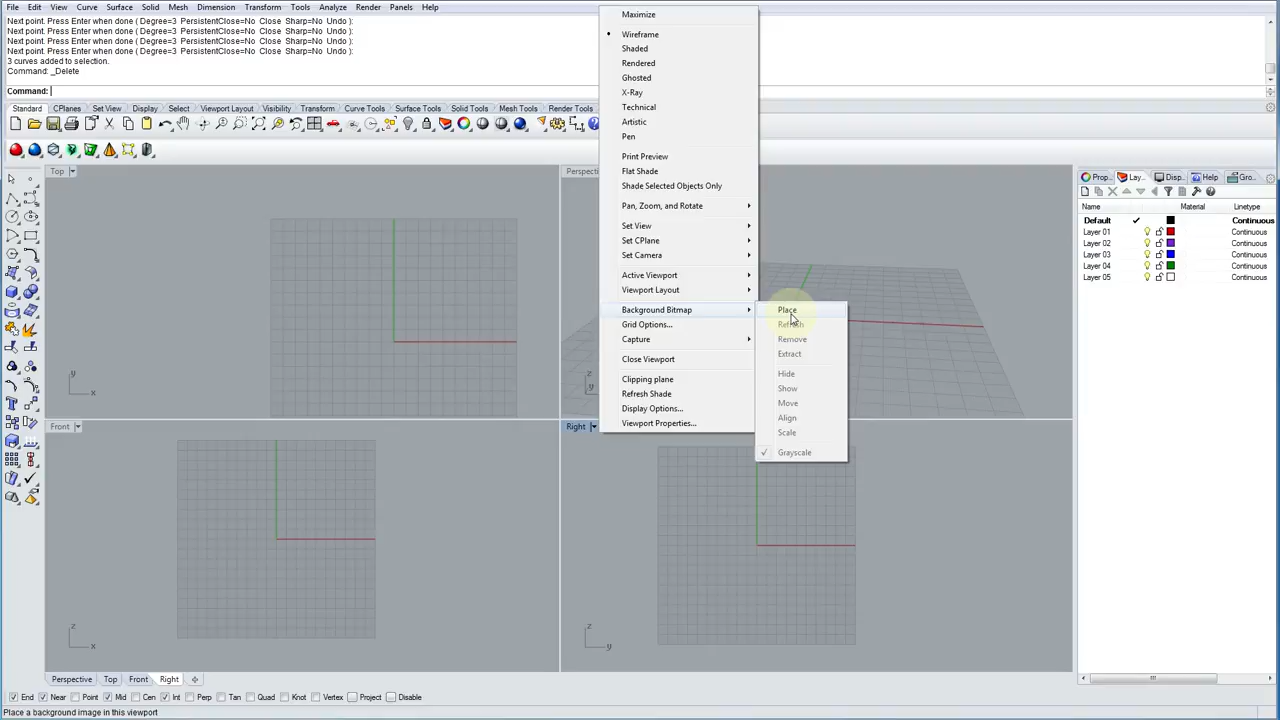 File Edit View Curve Surface Solid Mesh Dimension Transform Tools Analyze Render Panels Help
Next point. Press Enter when done ( Degree=3 PersistentClose=No Close Sharp=No Undo ):
Next point. Press Enter when done ( Degree=3 PersistentClose=No Close Sharp=No Undo ):
Next point. Press Enter when done ( Degree=3 PersistentClose=No Close Sharp=No Undo ):
Next point. Press Enter when done ( Degree=3 PersistentClose=No Close Sharp=No Undo ):
3 curves added to selection.
Command: _Delete
Command:
Standard CPlanes Set View Display Select Viewport Layout Visibility Transform Curve Tools Surface Tools Solid Tools Mesh Tools Render Tools
Top
Perspecti
Maximize
Wireframe
Shaded
Rendered
Ghosted
X-Ray
Technical
Artistic
Pen
Print Preview
Flat Shade
Shade Selected Objects Only
Pan, Zoom, and Rotate
Set View
Set CPlane
Set Camera
Active Viewport
Viewport Layout
Background Bitmap
Grid Options...
Capture
Close Viewport
Clipping plane
Refresh Shade
Display Options...
Viewport Properties...
Place
Refresh
Remove
Extract
Hide
Show
Move
Align
Scale
Grayscale
Prop... Lay... Disp... Help Gro...
Name Material Linetype
Default Continuous
Layer 01 Continuous
Layer 02 Continuous
Layer 03 Continuous
Layer 04 Continuous
Layer 05 Continuous
y
x
z
y
Front
Right
z
x
z
y
Perspective Top Front Right
End Near Point Mid Cen Int Perp Tan Quad Knot Vertex Project Disable
Place a background image in this viewport